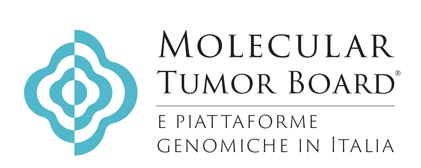 MOLECULAR
TUMOR BOARD®
E PIATTAFORME
GENOMICHE IN ITALIA